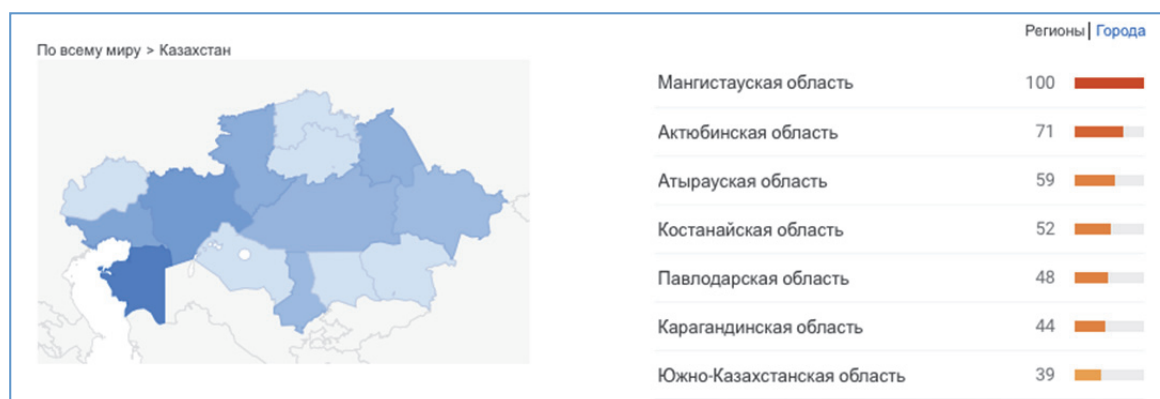 Регионы | Города
По всему миру > Казахстан
Мангистауская область 100
Актюбинская область 71
Атырауская область 59
Костанайская область 52
Павлодарская область 48
Карагандинская область 44
Южно-Казахстанская область 39